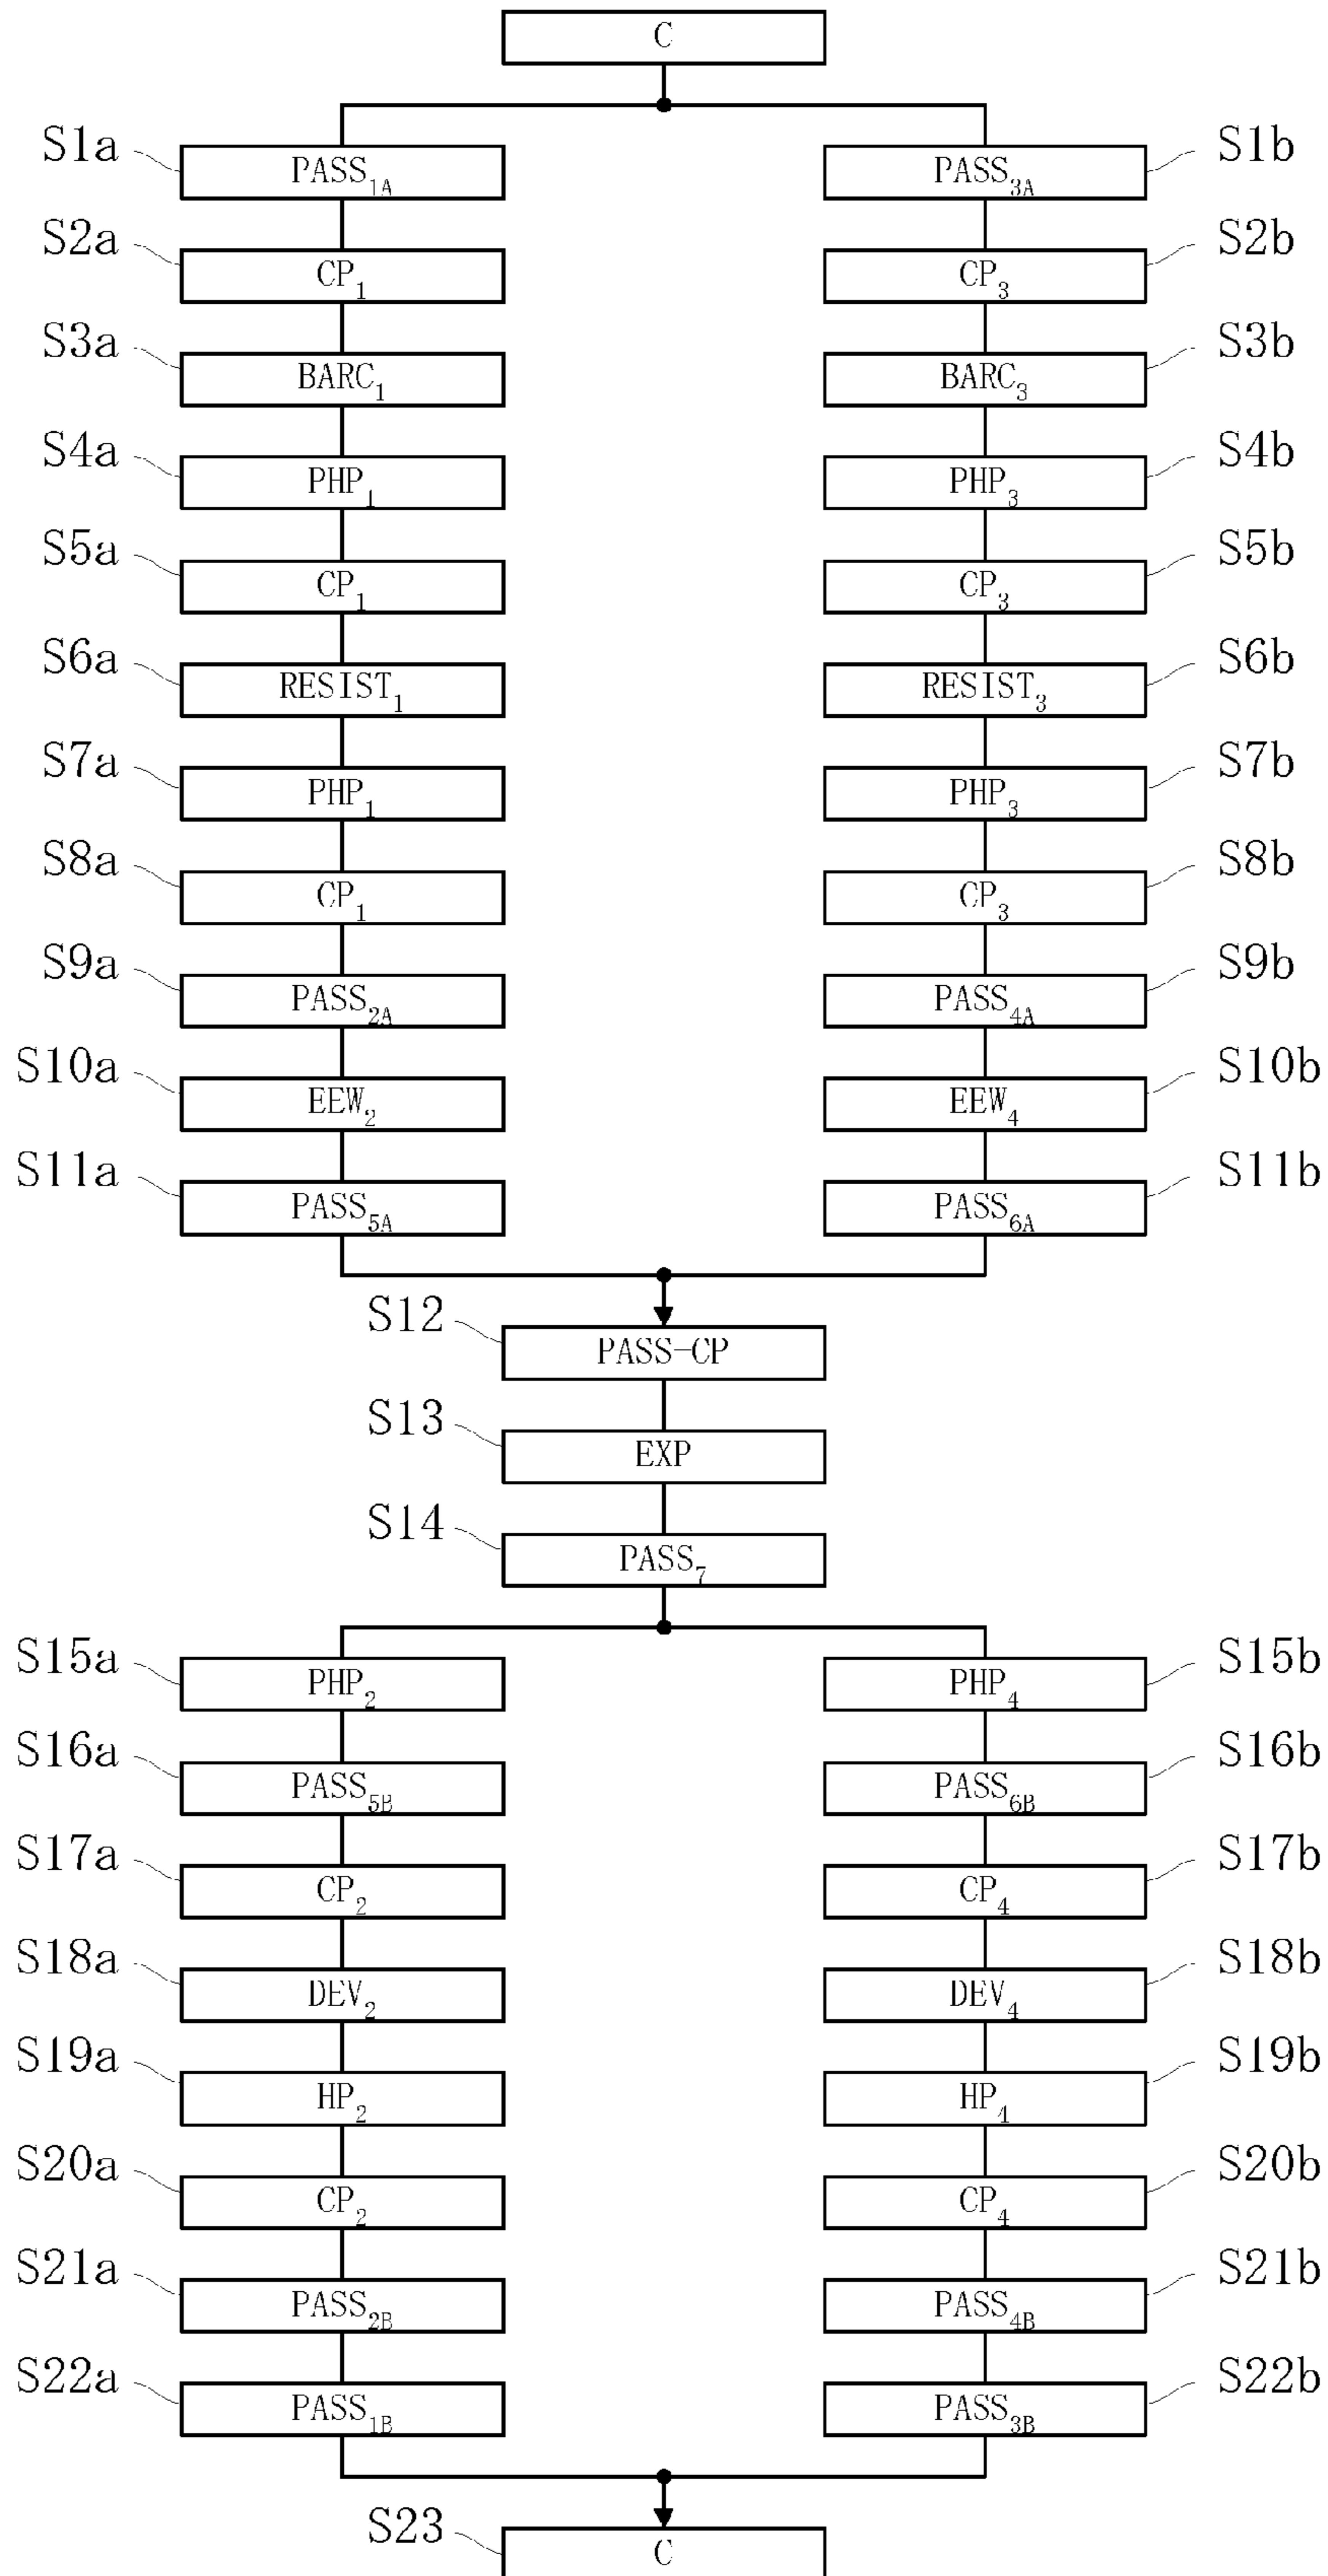 C
S1a PASS1A PASS3A S1b
S2a CP1 CP3 S2b
S3a BARC1 BARC3 S3b
S4a PHP1 PHP3 S4b
S5a CP1 CP3 S5b
S6a RESIST1 RESIST3 S6b
S7a PHP1 PHP3 S7b
S8a CP1 CP3 S8b
S9a PASS2A PASS4A S9b
S10a EEW2 EEW4 S10b
S11a PASS5A PASS6A S11b
S12 PASS-CP
S13 EXP
S14 PASS7
S15a PHP2 PHP4 S15b
S16a PASS5B PASS6B S16b
S17a CP2 CP4 S17b
S18a DEV2 DEV4 S18b
S19a HP2 HP4 S19b
S20a CP2 CP4 S20b
S21a PASS2B PASS4B S21b
S22a PASS1B PASS3B S22b
S23 C